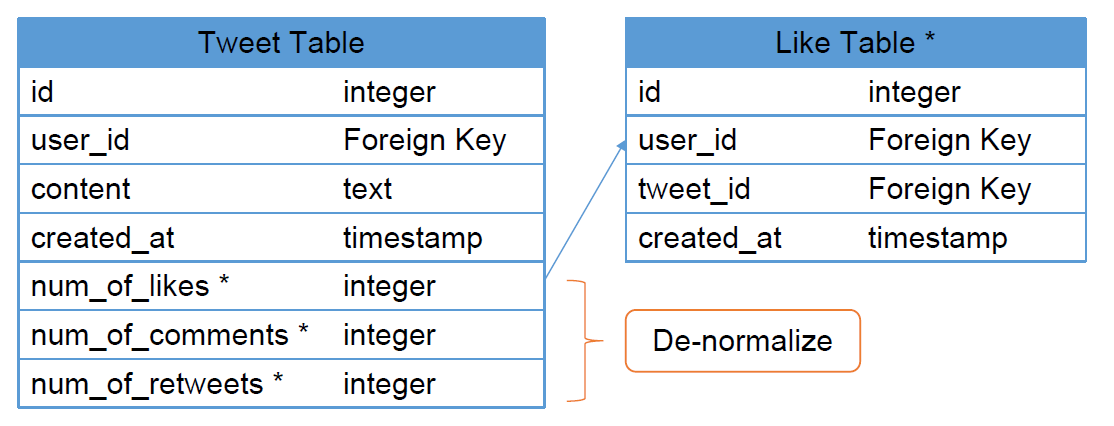 Tweet Table
id integer
user_id Foreign Key
content text
created_at timestamp
num_of_likes * integer
num_of_comments * integer
num_of_retweets * integer
Like Table *
id integer
user_id Foreign Key
tweet_id Foreign Key
created_at timestamp
De-normalize